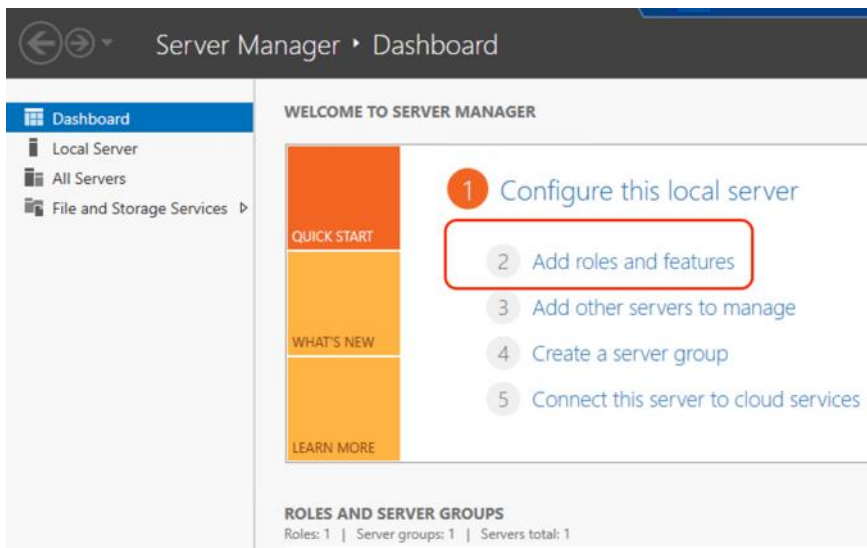 Server Manager ‣ Dashboard
Dashboard
Local Server
All Servers
File and Storage Services
WELCOME TO SERVER MANAGER
QUICK START
WHAT'S NEW
LEARN MORE
1 Configure this local server
2 Add roles and features
3 Add other servers to manage
4 Create a server group
5 Connect this server to cloud services
ROLES AND SERVER GROUPS
Roles: 1 | Server groups: 1 | Servers total: 1